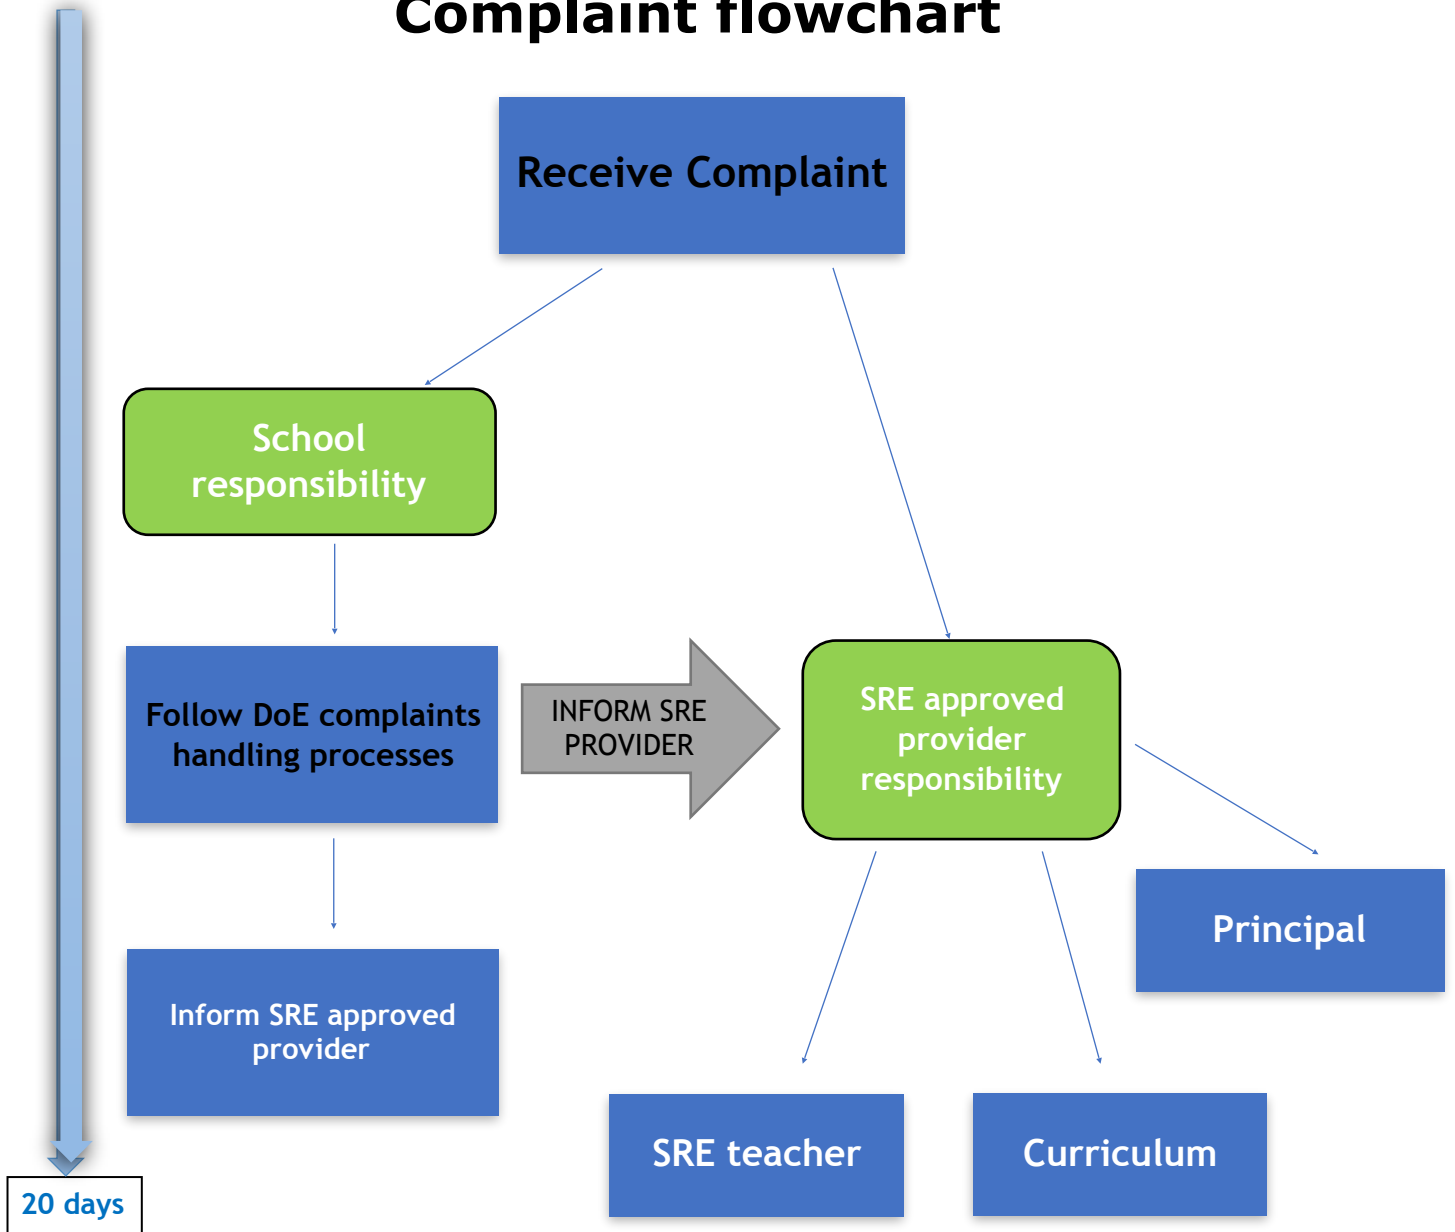 Complaint flowchart
Receive Complaint
School
responsibility
Follow DoE complaints
handling processes
INFORM SRE
PROVIDER
SRE approved
provider
responsibility
Principal
Inform SRE approved
provider
SRE teacher
Curriculum
20 days